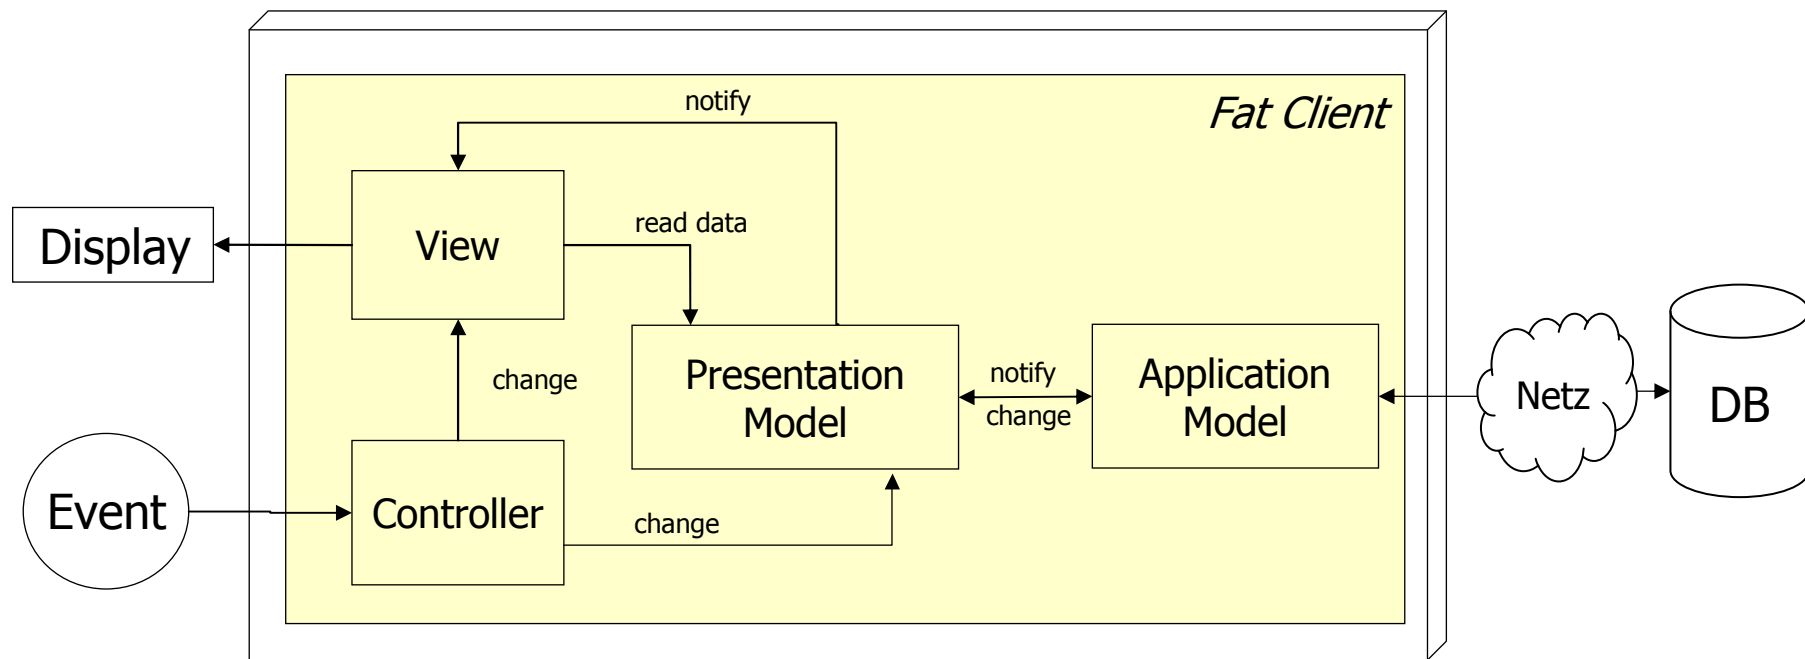 notify
Fat Client
Display
View
read data
change
Presentation
Model
notify
change
Application
Model
Netz
DB
Event
Controller
change